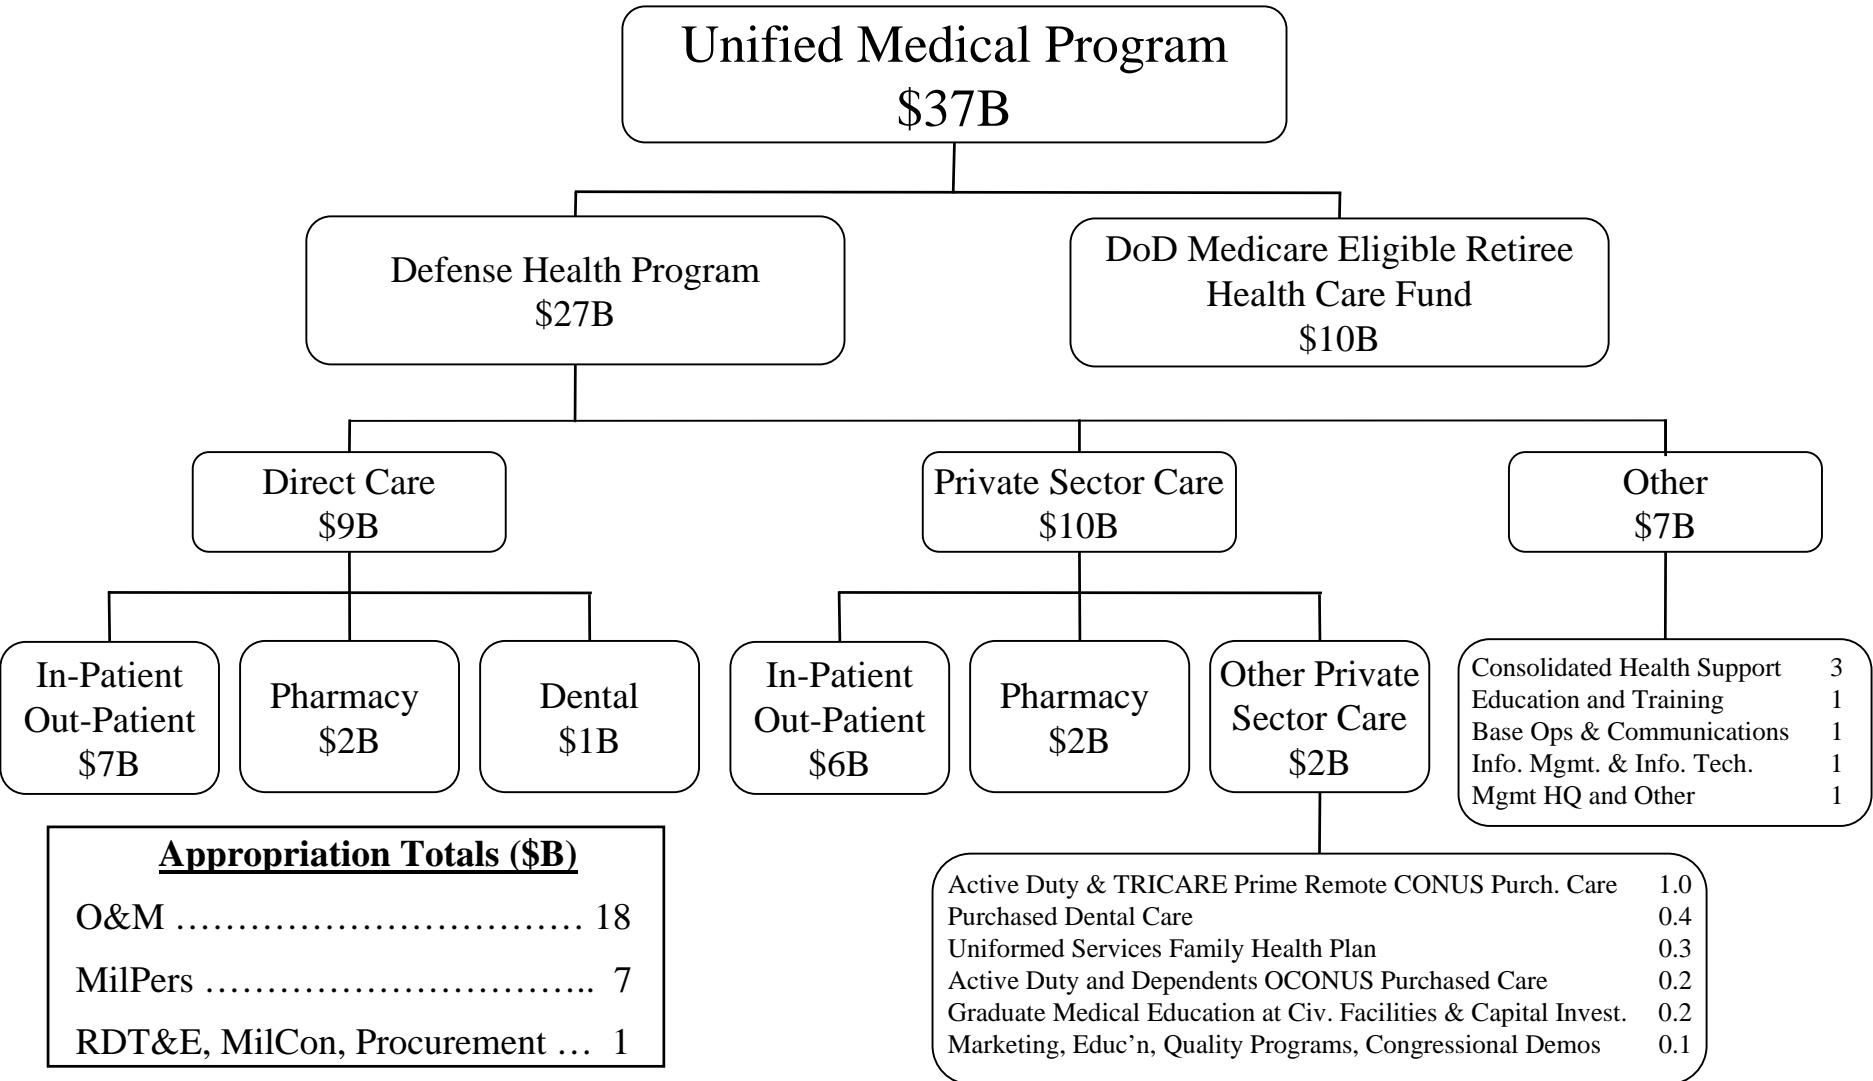 Unified Medical Program
$37B
Defense Health Program
$27B
DoD Medicare Eligible Retiree
Health Care Fund
$10B
Direct Care
$9B
Private Sector Care
$10B
Other
$7B
In-Patient
Out-Patient
$7B
Pharmacy
$2B
Dental
$1B
In-Patient
Out-Patient
$6B
Pharmacy
$2B
Other Private
Sector Care
$2B
Consolidated Health Support 3
Education and Training 1
Base Ops & Communications 1
Info. Mgmt. & Info. Tech. 1
Mgmt HQ and Other 1
Appropriation Totals ($B)
O&M …………………………… 18
MilPers ………………………….. 7
RDT&E, MilCon, Procurement … 1
Active Duty & TRICARE Prime Remote CONUS Purch. Care 1.0
Purchased Dental Care 0.4
Uniformed Services Family Health Plan 0.3
Active Duty and Dependents OCONUS Purchased Care 0.2
Graduate Medical Education at Civ. Facilities & Capital Invest. 0.2
Marketing, Educ’n, Quality Programs, Congressional Demos 0.1